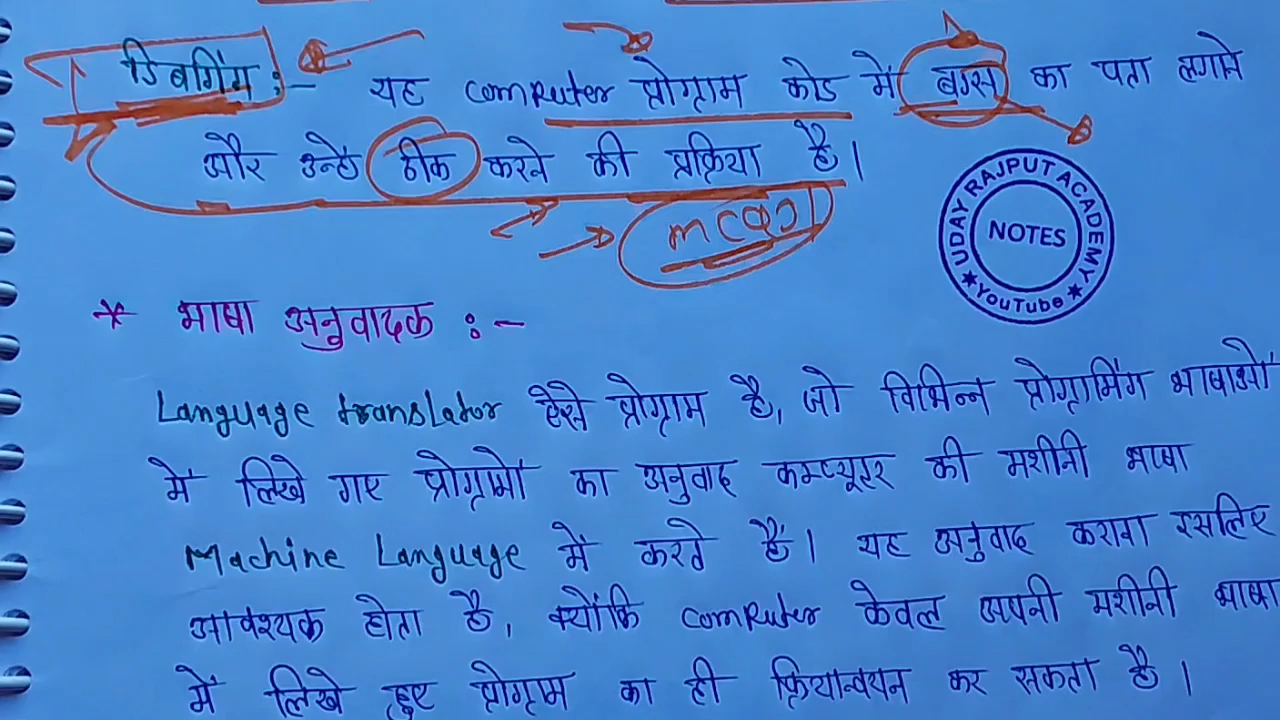 डिबगिंग :- यह computer प्रोग्राम कोड में बग्स का पता लगाने
और उन्हें ठीक करने की प्रक्रिया है।
MCQ
UDAY RAJPUT ACADEMY
NOTES
YouTube
* भाषा अनुवादक :-
Language translator ऐसे प्रोग्राम है, जो विभिन्न प्रोग्रामिंग भाषाओं
में लिखे गए प्रोग्रामों का अनुवाद कम्प्यूटर की मशीनी भाषा
Machine Language में करते हैं। यह अनुवाद कराना इसलिए
आवश्यक होता है, क्योंकि computer केवल अपनी मशीनी भाषा
में लिखे हुए प्रोग्राम का ही क्रियान्वयन कर सकता है।